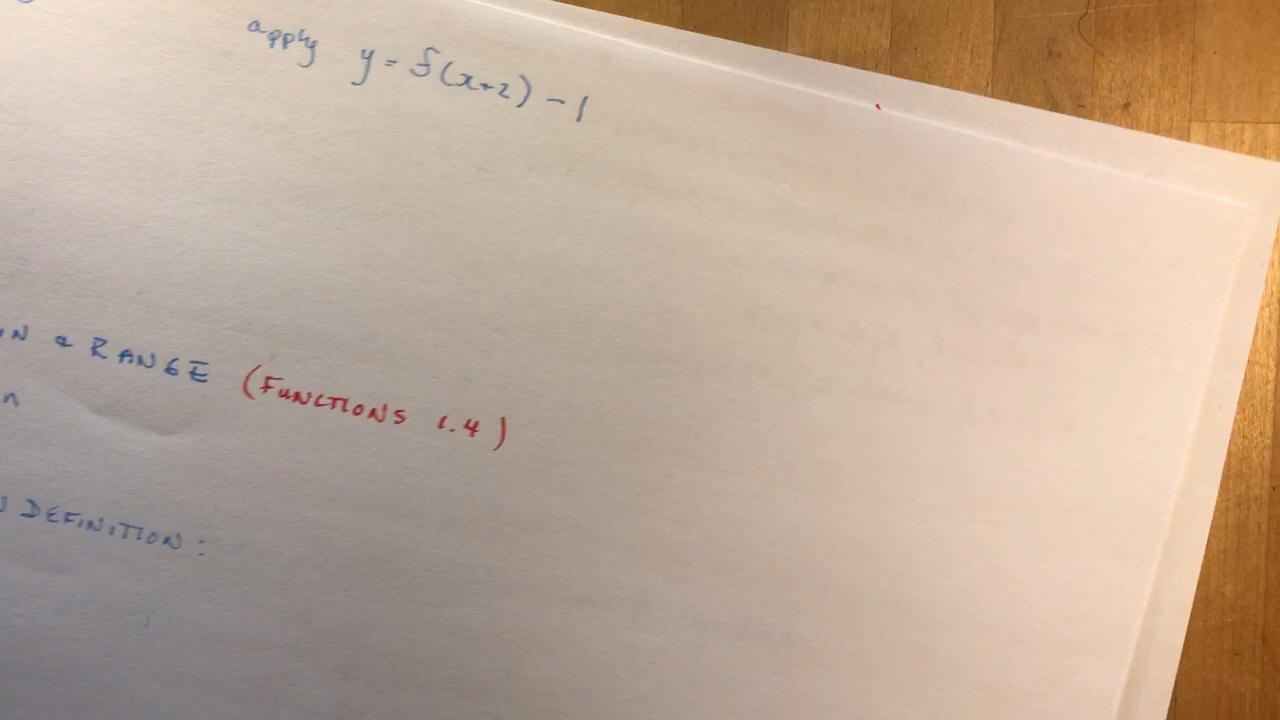 apply y = f(x+2) - 1
& RANGE (FUNCTIONS 1.4)
DEFINITION: